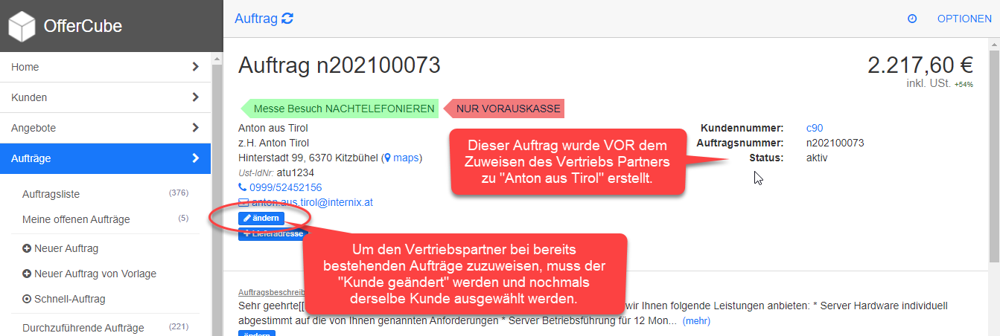 OfferCube
Home
Kunden
Angebote
Aufträge
Auftragsliste (376)
Meine offenen Aufträge (5)
Neuer Auftrag
Neuer Auftrag von Vorlage
Schnell-Auftrag
Durchzuführende Aufträge (221)
Auftrag
OPTIONEN
Auftrag n202100073
2.217,60 €
inkl. USt. +54%
Messe Besuch NACHTELEFONIEREN
NUR VORAUSKASSE
Anton aus Tirol
z.H. Anton Tirol
Hinterstadt 99, 6370 Kitzbühel (maps)
Ust-IdNr: atu1234
0999/52452156
anton.aus.tirol@internix.at
ändern
Lieferadresse
Kundennummer: c90
Auftragsnummer: n202100073
Status: aktiv
Dieser Auftrag wurde VOR dem
Zuweisen des Vertriebs Partners
zu "Anton aus Tirol" erstellt.
Um den Vertriebspartner bei bereits
bestehenden Aufträge zuzuweisen, muss der
"Kunde geändert" werden und nochmals
derselbe Kunde ausgewählt werden.
Auftragsbeschreib
Sehr geehrte[[ wir Ihnen folgende Leistungen anbieten: * Server Hardware individuell
abgestimmt auf die von Ihnen genannten Anforderungen * Server Betriebsführung für 12 Mon... (mehr)
ändern